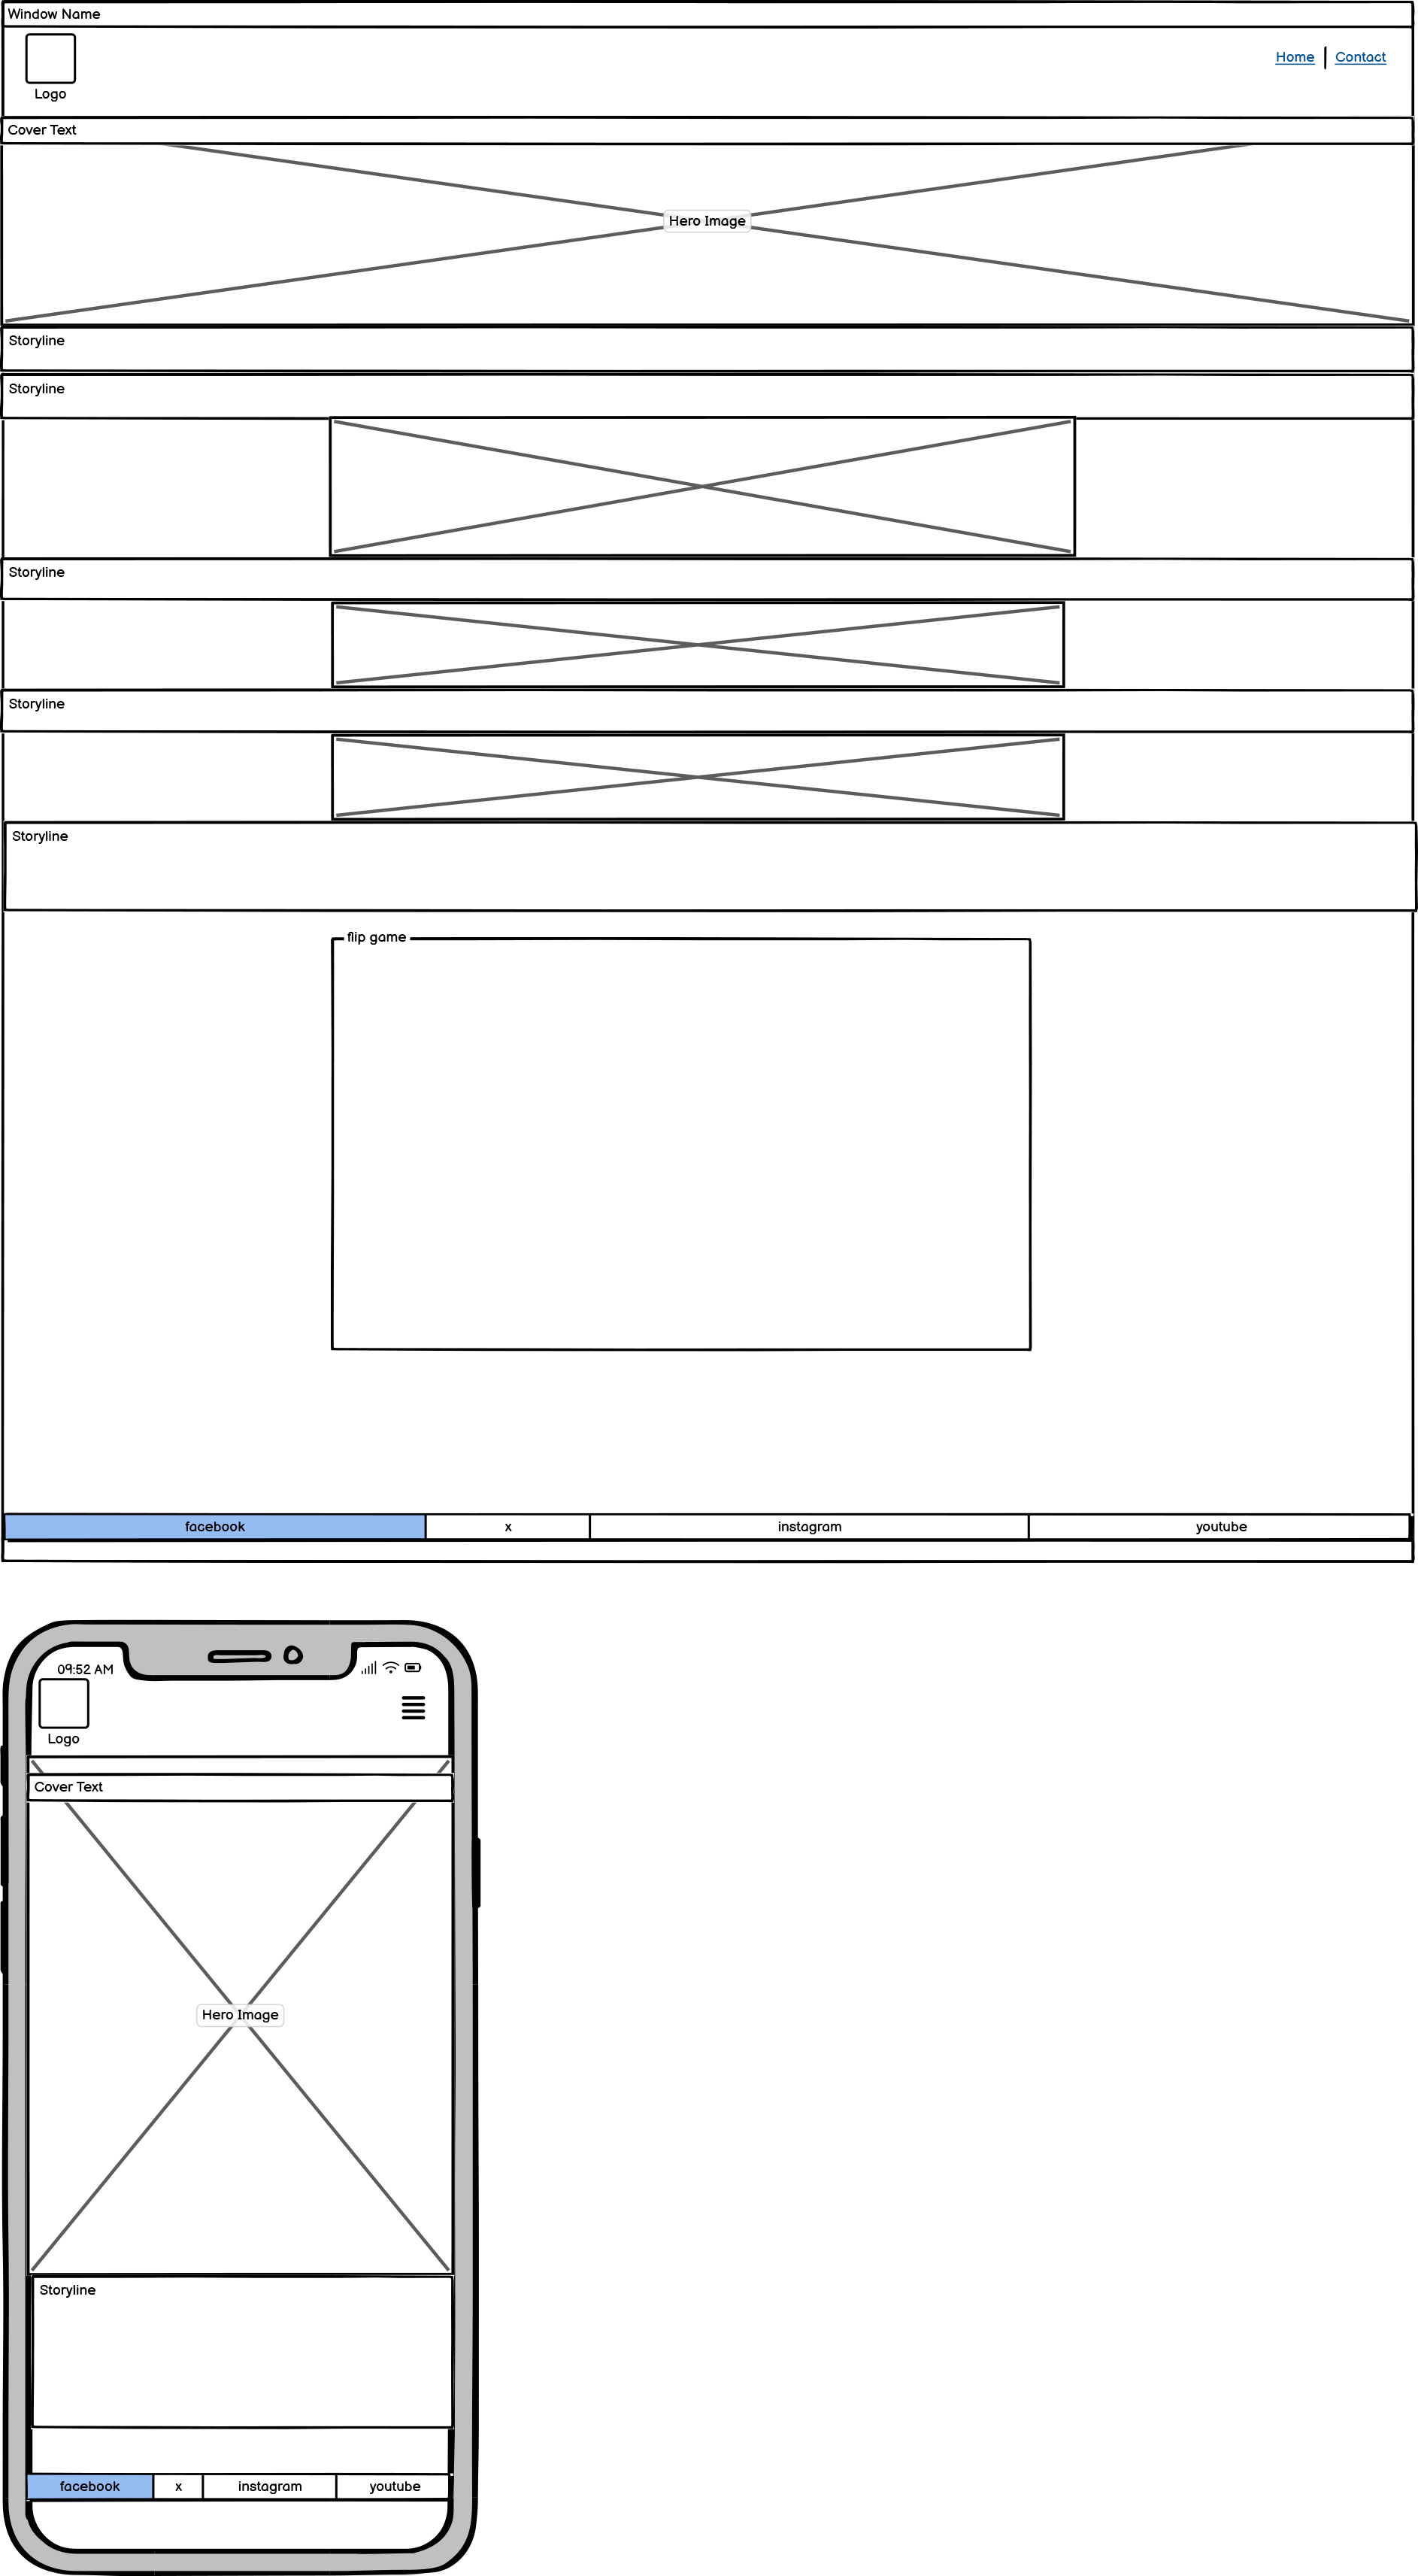 Window Name
Home
Contact
Logo
Cover Text
Hero Image
Storyline
Storyline
Storyline
Storyline
Storyline
flip game
facebook x instagram youtube
09:52 AM
Logo
Cover Text
Hero Image
Storyline
facebook x instagram youtube